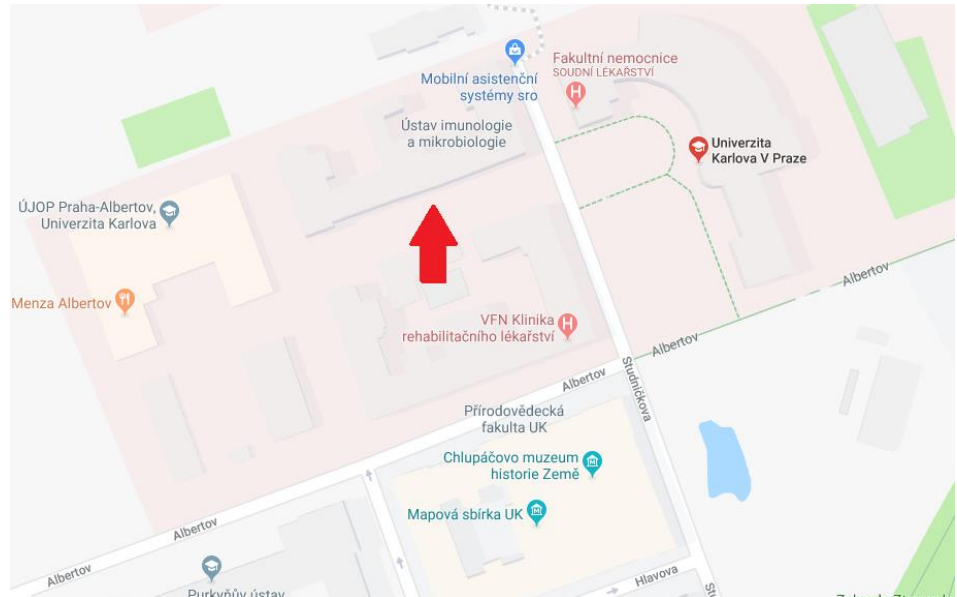 Mobilní asistenční
systémy sro
Fakultní nemocnice
SOUDNÍ LÉKAŘSTVÍ
H
Ústav imunologie
a mikrobiologie
Univerzita
Karlova V Praze
ÚJOP Praha-Albertov,
Univerzita Karlova
Menza Albertov
Albertov
VFN Klinika
rehabilitačního lékařství
H
Albertov
Albertov
Studničkova
Přírodovědecká
fakulta UK
Chlupáčovo muzeum
historie Země
Mapová sbírka UK
Albertov
Albertov
Hlavova
Purkyňův ústav